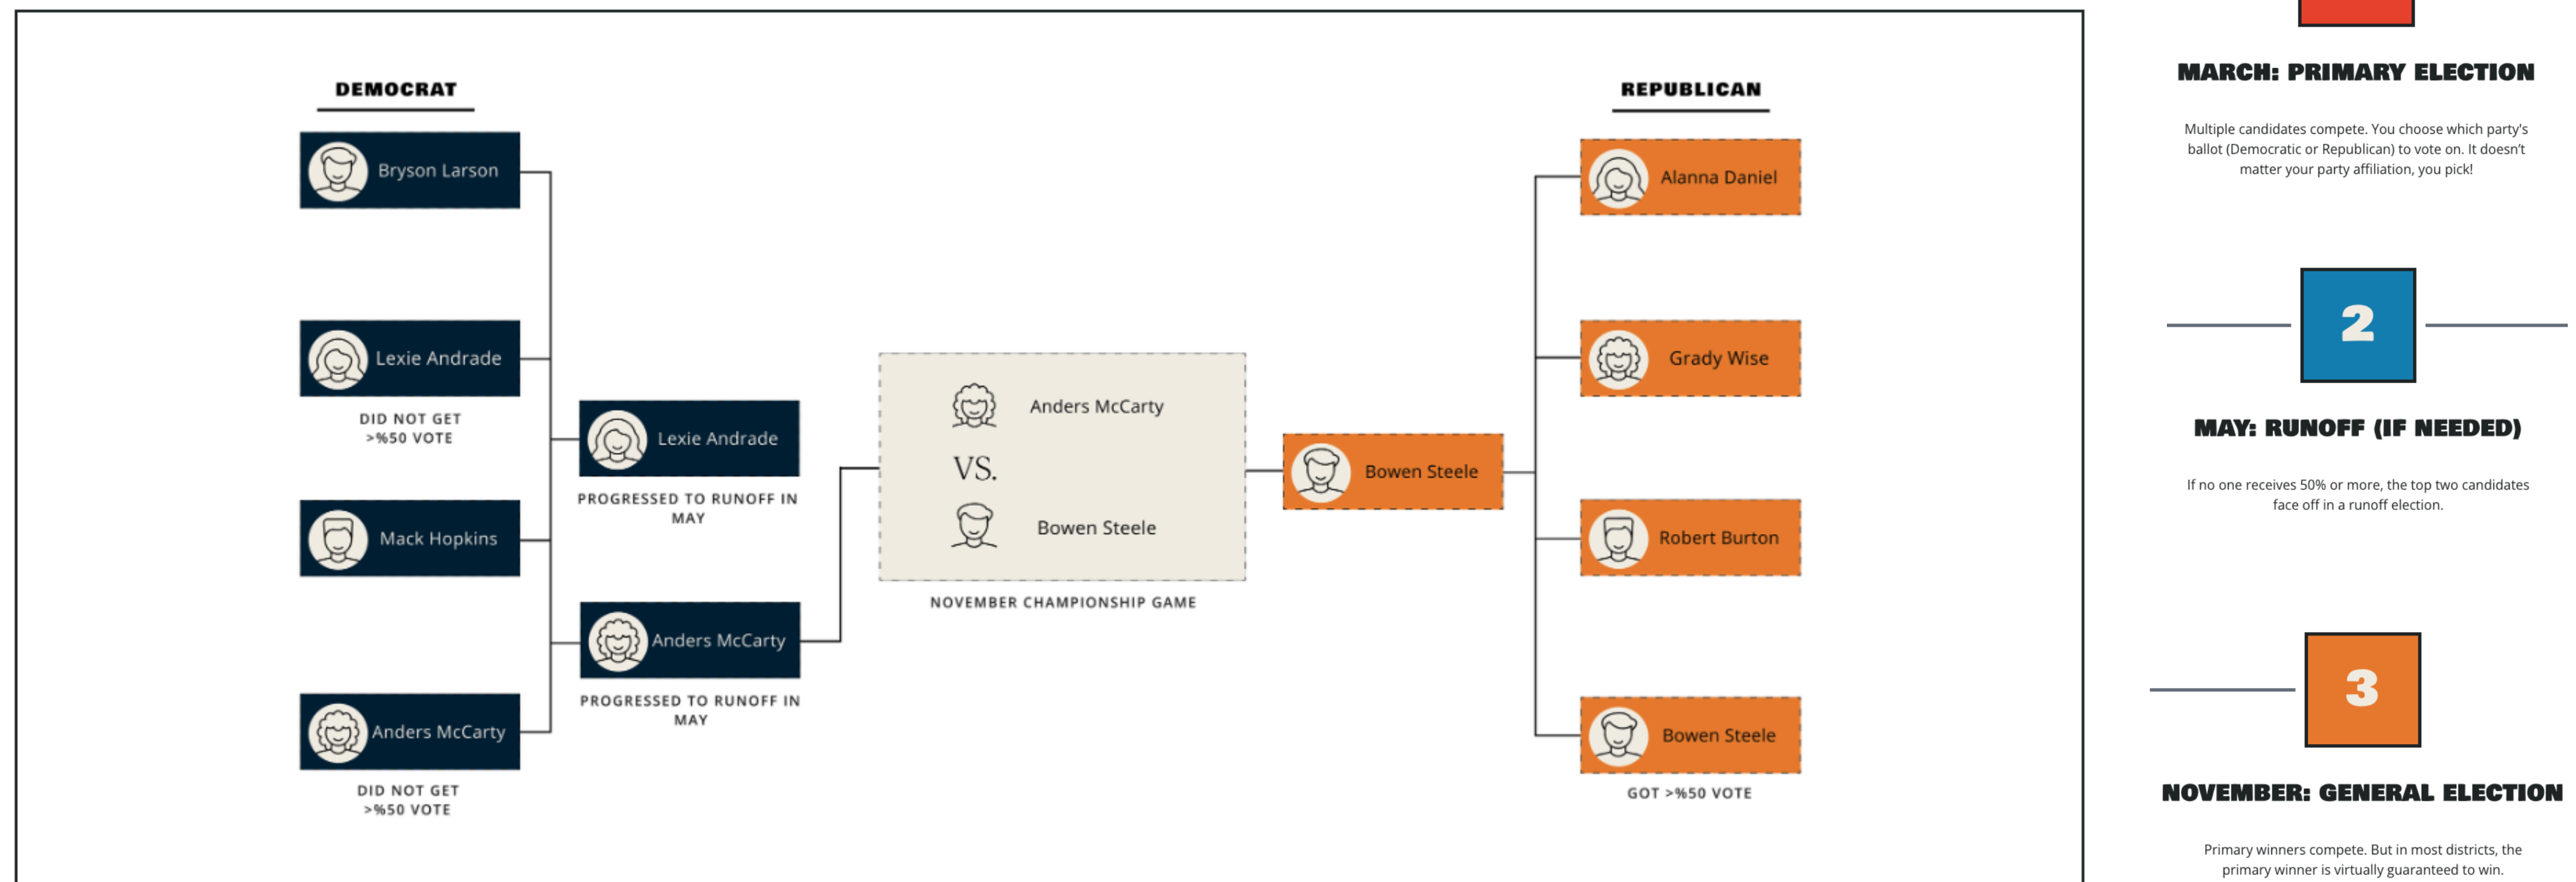 DEMOCRAT
Bryson Larson
Lexie Andrade
DID NOT GET
>%50 VOTE
Mack Hopkins
Anders McCarty
DID NOT GET
>%50 VOTE
Lexie Andrade
PROGRESSED TO RUNOFF IN
MAY
Anders McCarty
PROGRESSED TO RUNOFF IN
MAY
Anders McCarty
VS.
Bowen Steele
NOVEMBER CHAMPIONSHIP GAME
Bowen Steele
REPUBLICAN
Alanna Daniel
Grady Wise
Robert Burton
Bowen Steele
GOT >%50 VOTE
MARCH: PRIMARY ELECTION
Multiple candidates compete. You choose which party's
ballot (Democratic or Republican) to vote on. It doesn't
matter your party affiliation, you pick!
2
MAY: RUNOFF (IF NEEDED)
If no one receives 50% or more, the top two candidates
face off in a runoff election.
3
NOVEMBER: GENERAL ELECTION
Primary winners compete. But in most districts, the
primary winner is virtually guaranteed to win.